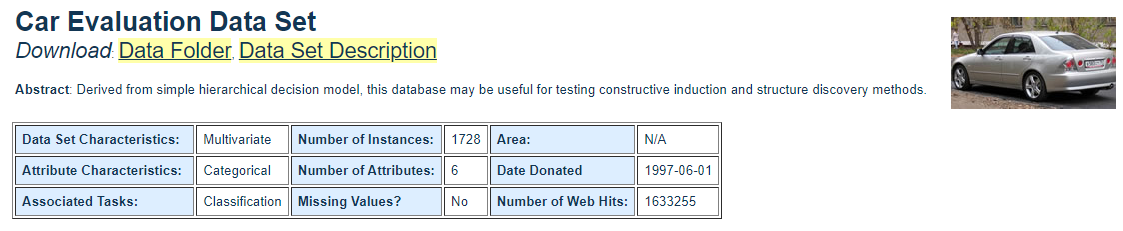 Car Evaluation Data Set
Download: Data Folder, Data Set Description
Abstract: Derived from simple hierarchical decision model, this database may be useful for testing constructive induction and structure discovery methods.
Data Set Characteristics: Multivariate Number of Instances: 1728 Area: N/A
Attribute Characteristics: Categorical Number of Attributes: 6 Date Donated 1997-06-01
Associated Tasks: Classification Missing Values? No Number of Web Hits: 1633255